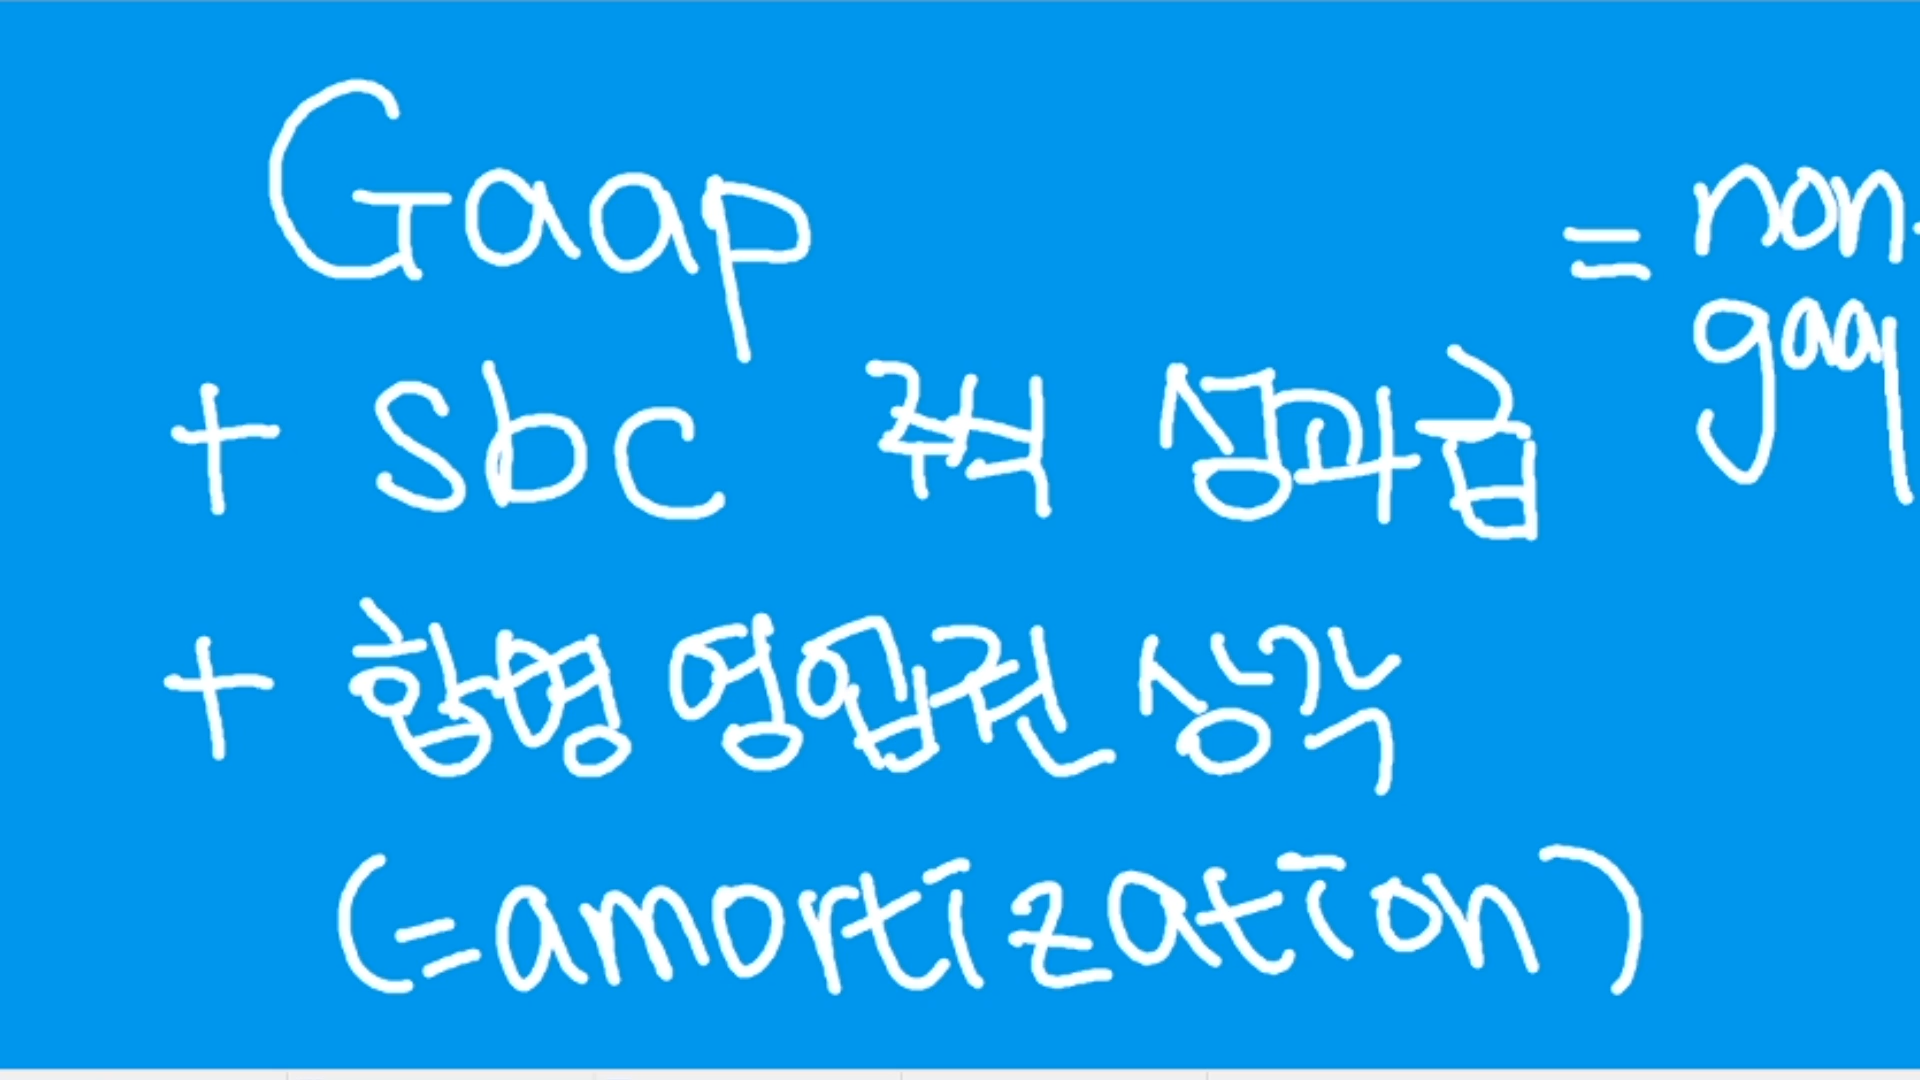 Gaap
= non-
gaap
+ sbc 주식 성과급
+ 합병 영업권 상각
(=amortization)